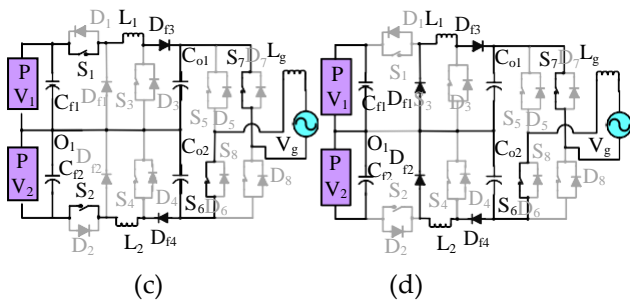 D1 L1 Df3
S1
P V1
Cf1
Df1
S3
D3
Co1
S5
D5
S7
D7
Lg
Vg
O1
P V2
Cf2
S2
D2
Df2
S4
D4
L2
Df4
Co2
S6
D6
S8
D8
(c)
D1 L1 Df3
S1
P V1
Cf1
Df1
S3
D3
Co1
S5
D5
S7
D7
Lg
Vg
O1
P V2
Cf2
S2
D2
Df2
S4
D4
L2
Df4
Co2
S6
D6
S8
D8
(d)